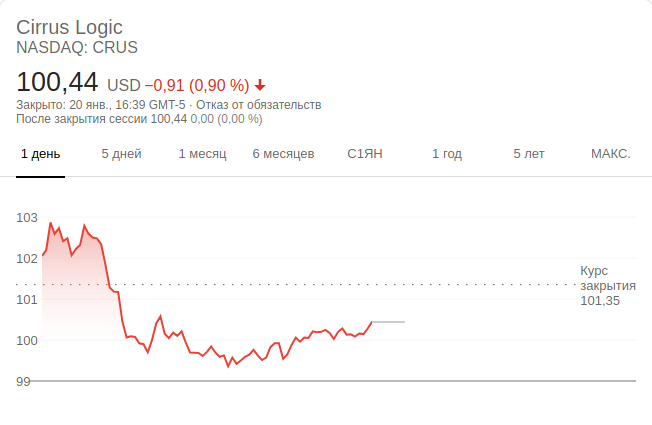 Cirrus Logic
NASDAQ: CRUS
100,44 USD −0,91 (0,90 %)
Закрыто: 20 янв., 16:39 GMT-5 · Отказ от обязательств
После закрытия сессии 100,44 0,00 (0,00 %)
1 день 5 дней 1 месяц 6 месяцев С1ЯН 1 год 5 лет МАКС.
103
102
Курс
закрытия
101,35
101
100
99